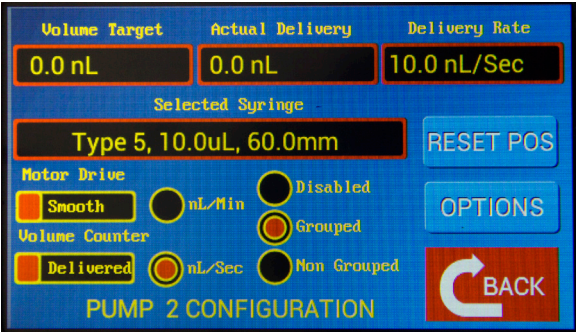 Volume Target Actual Delivery Delivery Rate
0.0 nL 0.0 nL 10.0 nL/Sec
Selected Syringe
Type 5, 10.0uL, 60.0mm RESET POS
Motor Drive
Smooth nL/Min Disabled
OPTIONS
Grouped
Volume Counter
Delivered nL/Sec Non Grouped
BACK
PUMP 2 CONFIGURATION